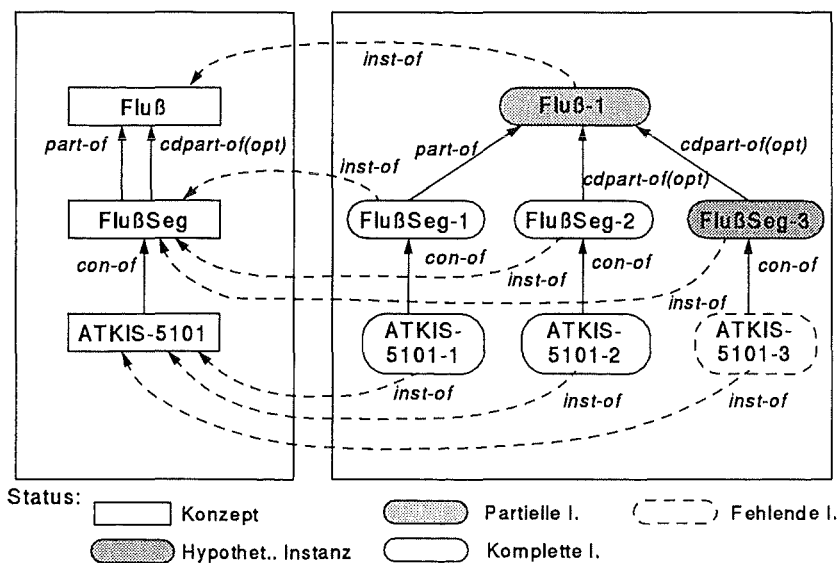 inst-of
Fluß
Fluß-1
part-of
cdpart-of(opt)
inst-of
part-of
cdpart-of(opt)
cdpart-of(opt)
FlußSeg
FlußSeg-1
FlußSeg-2
FlußSeg-3
con-of
con-of
inst-of
con-of
inst-of
con-of
ATKIS-5101
ATKIS-
5101-1
ATKIS-
5101-2
ATKIS-
5101-3
inst-of
inst-of
inst-of
Status:
Konzept
Partielle I.
Fehlende I.
Hypothet.. Instanz
Komplette I.